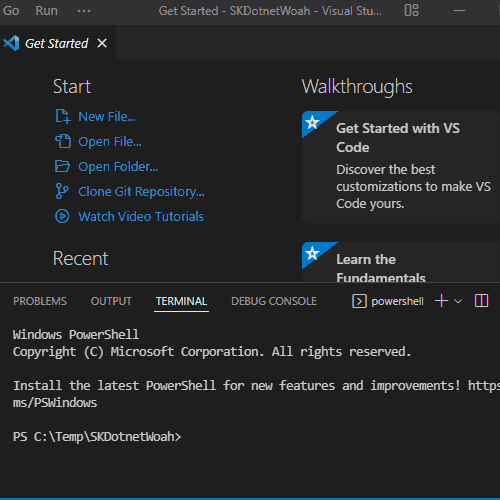 Go Run ··· Get Started - SKDotnetWoah - Visual Stu...
Get Started
Start
New File...
Open File...
Open Folder...
Clone Git Repository...
Watch Video Tutorials
Recent
Walkthroughs
Get Started with VS
Code
Discover the best
customizations to make VS
Code yours.
Learn the
Fundamentals
PROBLEMS OUTPUT TERMINAL DEBUG CONSOLE powershell
Windows PowerShell
Copyright (C) Microsoft Corporation. All rights reserved.
Install the latest PowerShell for new features and improvements! https
ms/PSWindows
PS C:\Temp\SKDotnetWoah>